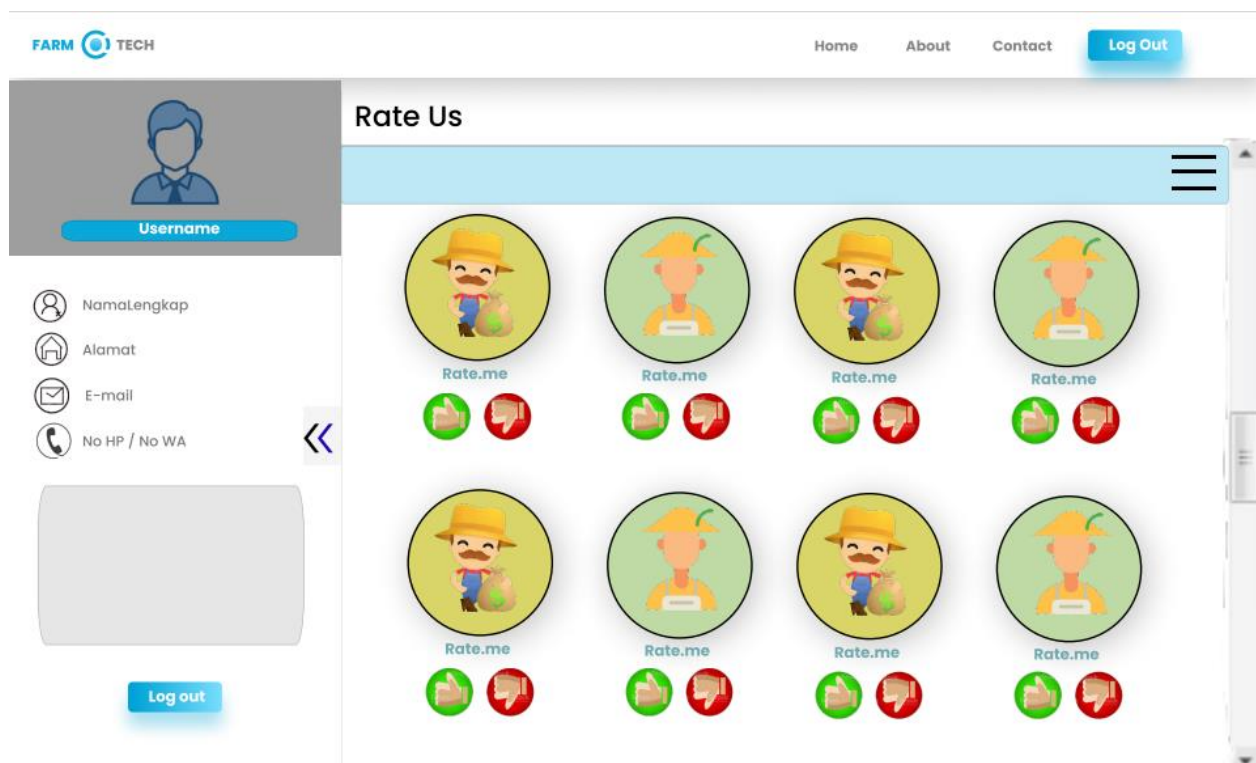 FARM TECH
Home About Contact Log Out
Rate Us
Username
NamaLengkap
Alamat
E-mail
No HP / No WA
Log out
Rate.me Rate.me Rate.me Rate.me
Rate.me Rate.me Rate.me Rate.me